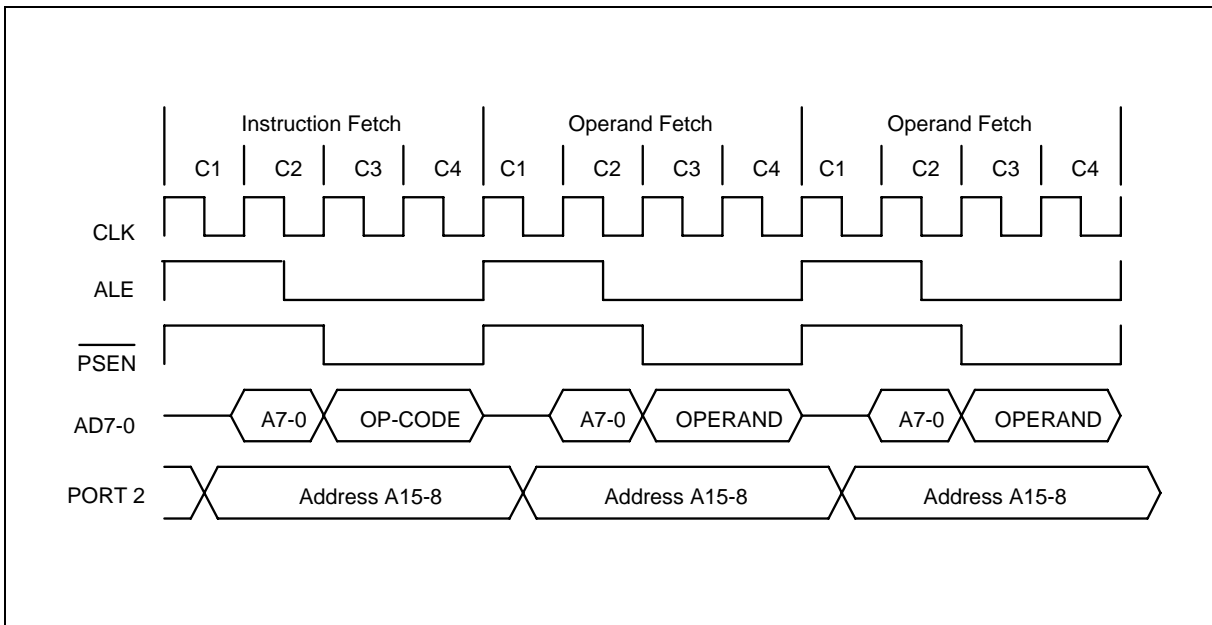 Instruction Fetch Operand Fetch Operand Fetch
C1 C2 C3 C4 C1 C2 C3 C4 C1 C2 C3 C4
CLK
ALE
PSEN
AD7-0 A7-0 OP-CODE A7-0 OPERAND A7-0 OPERAND
PORT 2 Address A15-8 Address A15-8 Address A15-8